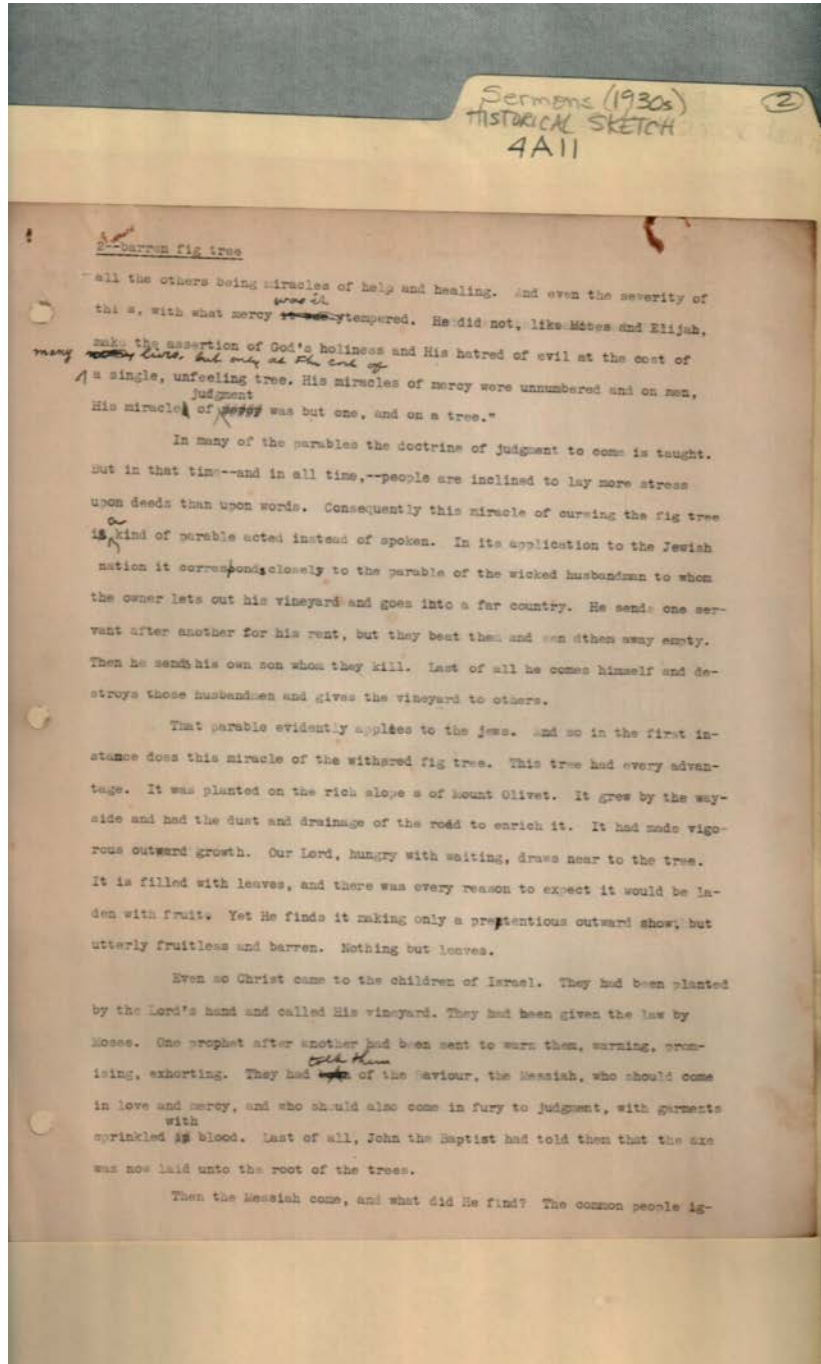 Sermons (1930s)
2
HISTORICAL SKETCH
4A11
2--barren fig tree
all the others being miracles of help and healing. And even the severity of
was it
thi s, with what mercy tempered. He did not, like Moses and Elijah,
make the assertion of God's holiness and His hatred of evil at the cost of
many lives, but only at the cost of
a single, unfeeling tree. His miracles of mercy were unnumbered and on men,
judgment
His miracle of was but one, and on a tree."
In many of the parables the doctrine of judgment to come is taught.
But in that time--and in all time,--people are inclined to lay more stress
upon deeds than upon words. Consequently this miracle of cursing the fig tree
a
is kind of parable acted instead of spoken. In its application to the Jewish
nation it corresponds closely to the parable of the wicked husbandman to whom
the owner lets out his vineyard and goes into a far country. He sends one ser-
vant after another for his rent, but they beat them and sen dthem away empty.
Then he sends his own son whom they kill. Last of all he comes himself and de-
stroys those husbandmen and gives the vineyard to others.
That parable evidently applies to the jews. And so in the first in-
stance does this miracle of the withered fig tree. This tree had every advan-
tage. It was planted on the rich slope s of Mount Olivet. It grew by the way-
side and had the dust and drainage of the road to enrich it. It had made vigo-
rous outward growth. Our Lord, hungry with waiting, draws near to the tree.
It is filled with leaves, and there was every reason to expect it would be la-
den with fruit. Yet He finds it making only a pretentious outward show, but
utterly fruitless and barren. Nothing but leaves.
Even so Christ came to the children of Israel. They had been planted
by the Lord's hand and called His vineyard. They had been given the law by
Moses. One prophet after another had been sent to warn them, warning, prom-
told them
ising, exhorting. They had of the Saviour, the Messiah, who should come
in love and mercy, and who should also come in fury to judgment, with garments
with
sprinkled blood. Last of all, John the Baptist had told them that the axe
was now laid unto the root of the trees.
Then the Messiah come, and what did He find? The common people ig-